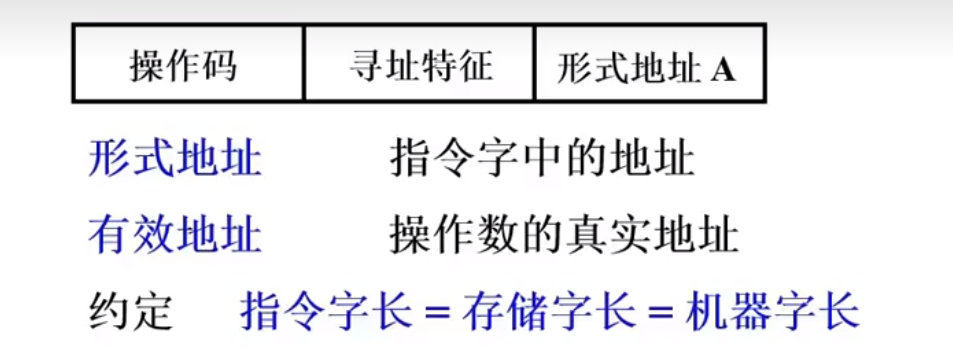 操作码 寻址特征 形式地址 A
形式地址 指令字中的地址
有效地址 操作数的真实地址
约定 指令字长 = 存储字长 = 机器字长